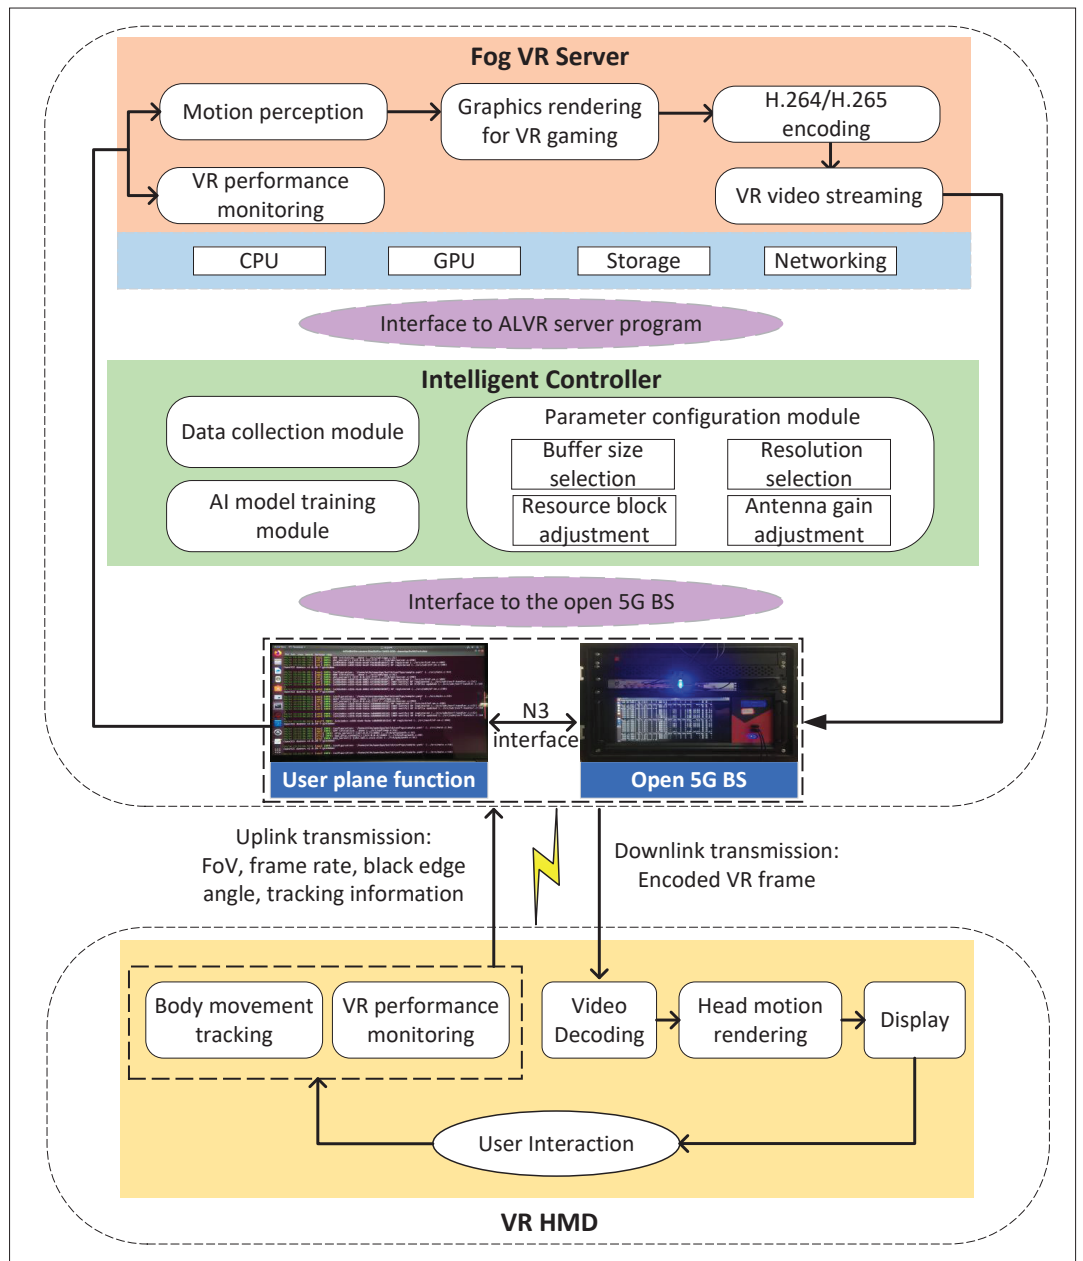 Fog VR Server
Motion perception
Graphics rendering
for VR gaming
H.264/H.265
encoding
VR performance
monitoring
VR video streaming
CPU
GPU
Storage
Networking
Interface to ALVR server program
Intelligent Controller
Data collection module
AI model training
module
Parameter configuration module
Buffer size
selection
Resolution
selection
Resource block
adjustment
Antenna gain
adjustment
Interface to the open 5G BS
N3
interface
User plane function
Open 5G BS
Uplink transmission:
FoV, frame rate, black edge
angle, tracking information
Downlink transmission:
Encoded VR frame
Body movement
tracking
VR performance
monitoring
Video
Decoding
Head motion
rendering
Display
User Interaction
VR HMD